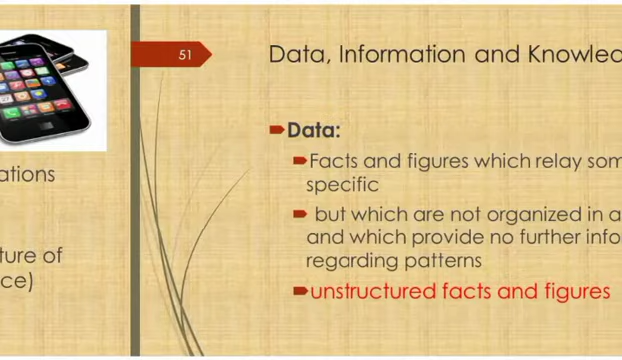 ations
ture of
ce)
51
Data, Information and Knowled
Data:
Facts and figures which relay som
specific
but which are not organized in a
and which provide no further info
regarding patterns
unstructured facts and figures